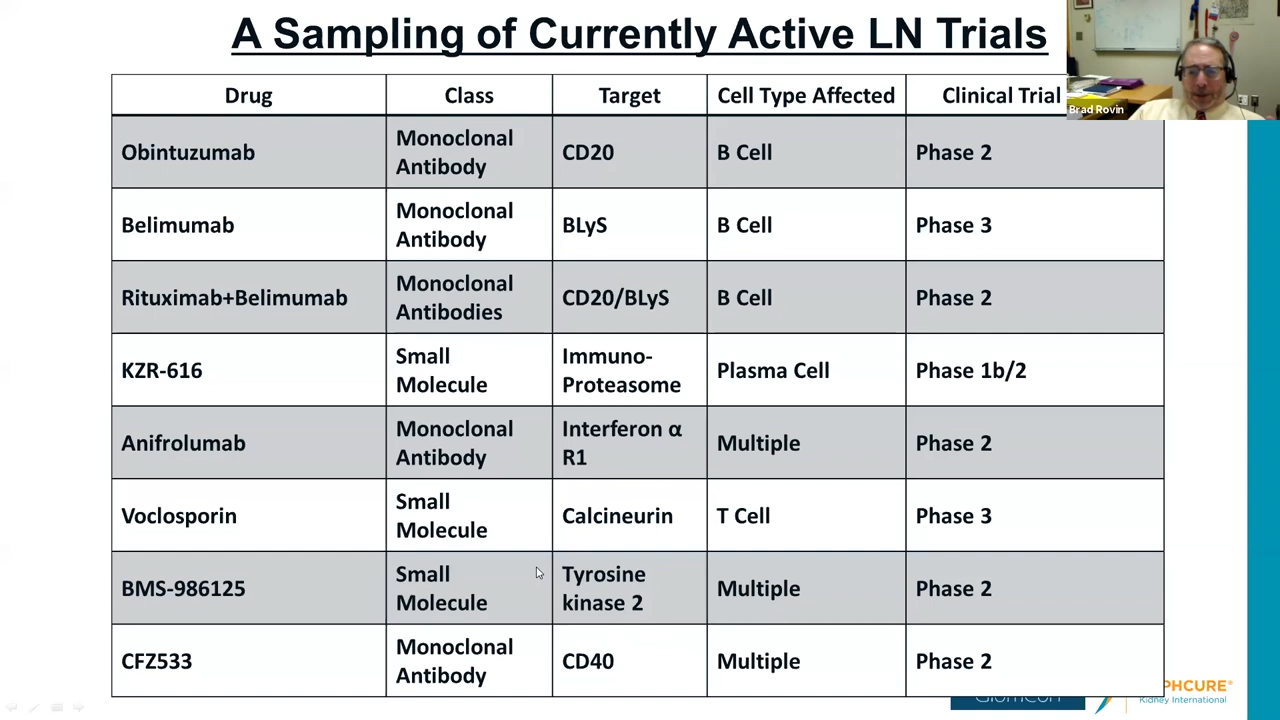 A Sampling of Currently Active LN Trials
Drug Class Target Cell Type Affected Clinical Trial
Brad Rovin
Obintuzumab Monoclonal Antibody CD20 B Cell Phase 2
Belimumab Monoclonal Antibody BLyS B Cell Phase 3
Rituximab+Belimumab Monoclonal Antibodies CD20/BLyS B Cell Phase 2
KZR-616 Small Molecule Immuno-Proteasome Plasma Cell Phase 1b/2
Anifrolumab Monoclonal Antibody Interferon α R1 Multiple Phase 2
Voclosporin Small Molecule Calcineurin T Cell Phase 3
BMS-986125 Small Molecule Tyrosine kinase 2 Multiple Phase 2
CFZ533 Monoclonal Antibody CD40 Multiple Phase 2
PHCURE®
Kidney International